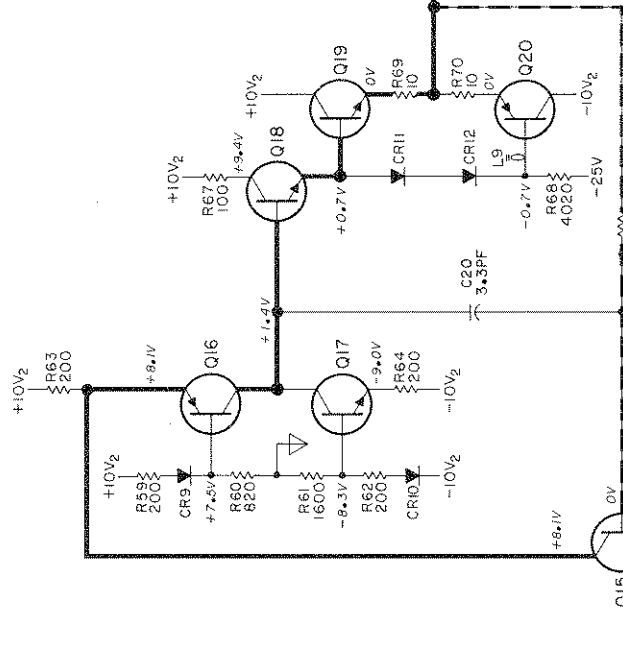 +10V₂
R63
200
+8.1V
Q16
+10V₂
R59
200
CR9
+7.5V
R60
820
R61
1600
-8.3V
R62
200
CR10
-10V₂
Q17
-9.0V
R64
200
-10V₂
+1.4V
+10V₂
R67
100
+9.4V
Q18
+10V₂
Q19
0V
R69
10
R70
10
0V
Q20
-10V₂
+0.7V
CR11
CR12
L9
-0.7V
R68
4020
-25V
C20
3.3PF
+8.1V
0V
Q15